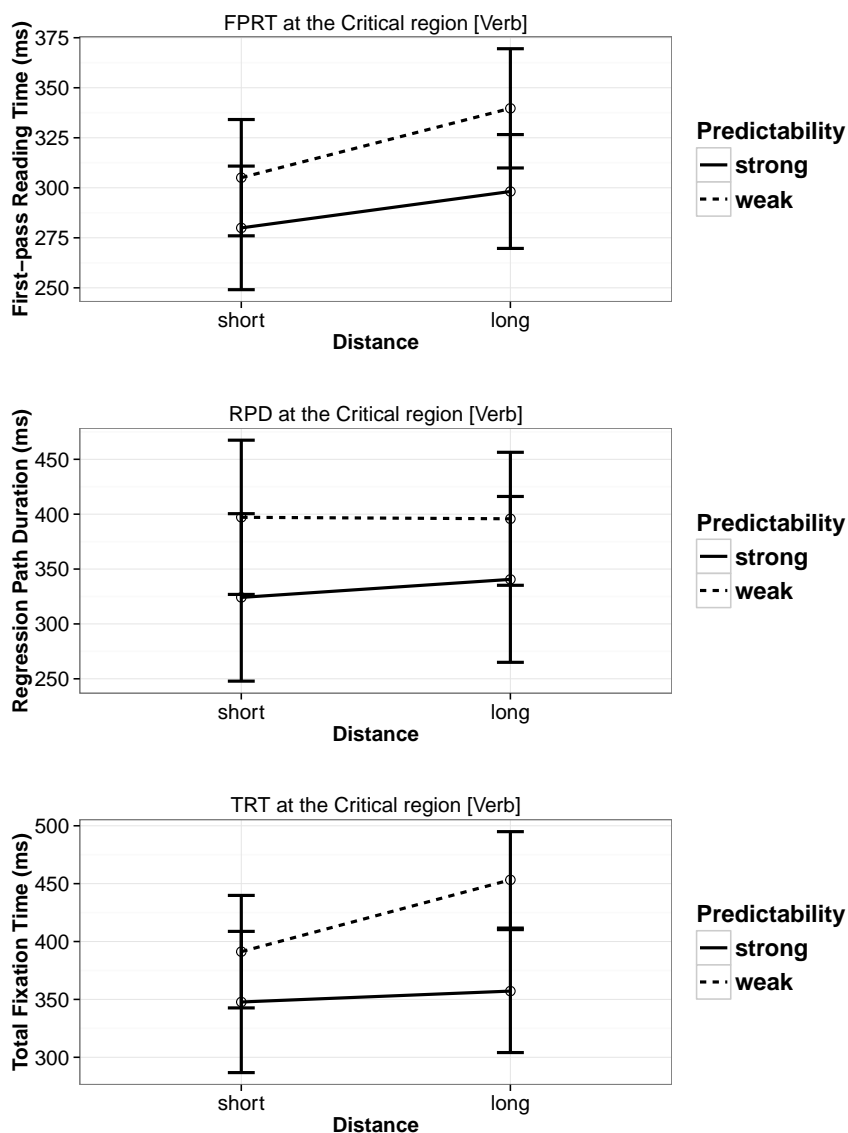 FPRT at the Critical region [Verb]
First−pass Reading Time (ms)
375
350
325
300
275
250
short long
Distance
Predictability
strong
weak
RPD at the Critical region [Verb]
Regression Path Duration (ms)
450
400
350
300
250
short long
Distance
Predictability
strong
weak
TRT at the Critical region [Verb]
Total Fixation Time (ms)
500
450
400
350
300
short long
Distance
Predictability
strong
weak